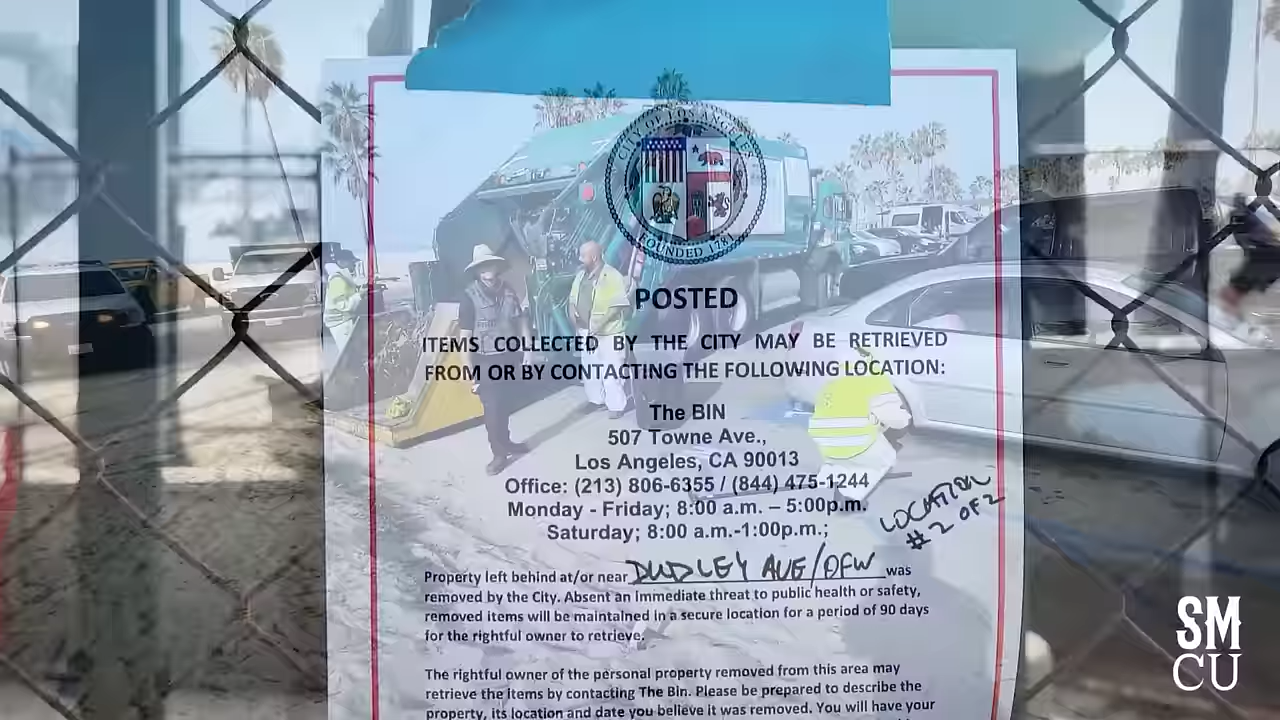 CITY OF LOS ANGELES
FOUNDED 1781
POSTED
ITEMS COLLECTED BY THE CITY MAY BE RETRIEVED
FROM OR BY CONTACTING THE FOLLOWING LOCATION:
The BIN
507 Towne Ave.,
Los Angeles, CA 90013
Office: (213) 806-6355 / (844) 475-1244
Monday - Friday; 8:00 a.m. – 5:00p.m.
Saturday; 8:00 a.m.-1:00p.m.;
LOCATION
#2 OF 2
Property left behind at/or near DUDLEY AVE/OFW was
removed by the City. Absent an immediate threat to public health or safety,
removed items will be maintained in a secure location for a period of 90 days
for the rightful owner to retrieve.
The rightful owner of the personal property removed from this area may
retrieve the items by contacting The Bin. Please be prepared to describe the
property, its location and date you believe it was removed. You will have your
SM
CU